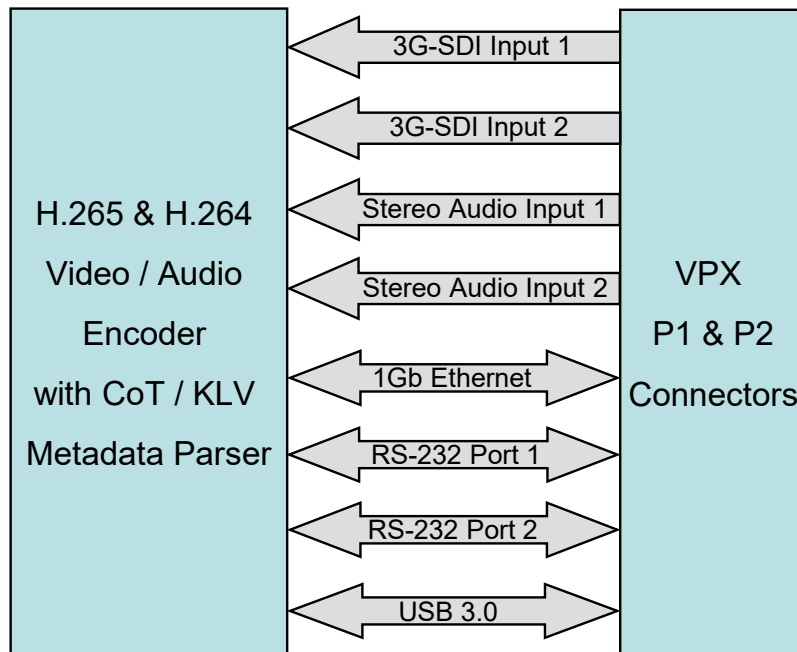 3G-SDI Input 1
3G-SDI Input 2
Stereo Audio Input 1
Stereo Audio Input 2
1Gb Ethernet
RS-232 Port 1
RS-232 Port 2
USB 3.0
H.265 & H.264
Video / Audio
Encoder
with CoT / KLV
Metadata Parser
VPX
P1 & P2
Connectors